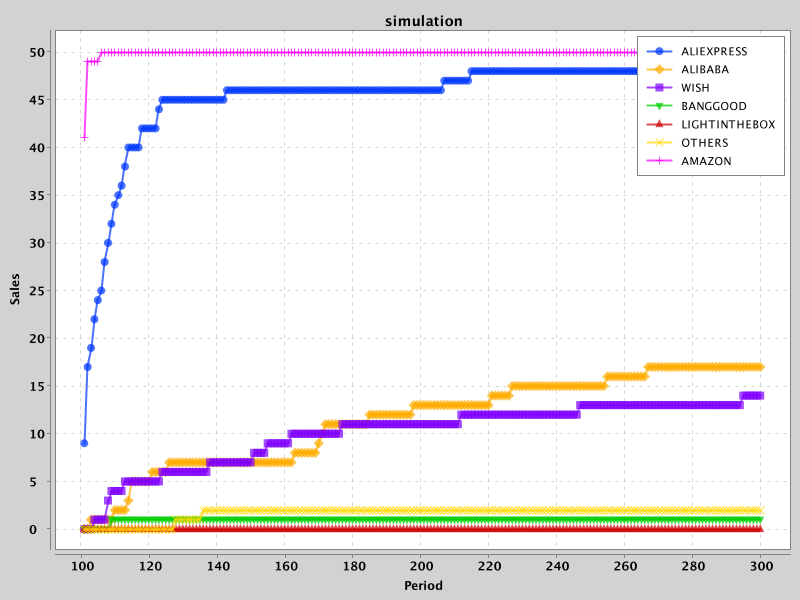 simulation
50
45
40
35
30
25
20
15
10
5
0
Sales
ALIEXPRESS
ALIBABA
WISH
BANGGOOD
LIGHTINTHEBOX
OTHERS
AMAZON
100 120 140 160 180 200 220 240 260 280 300
Period